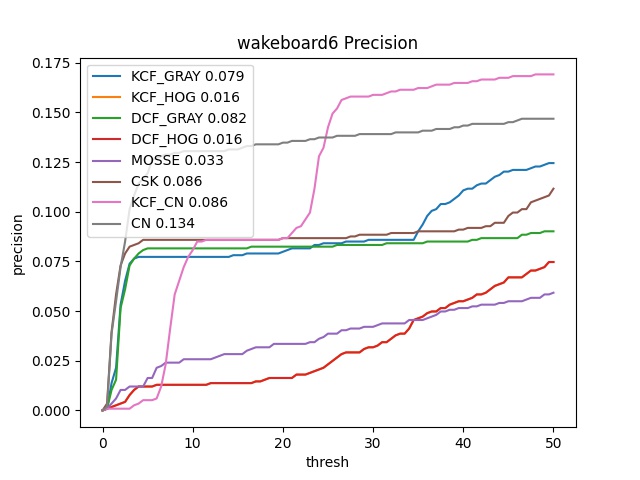 wakeboard6 Precision
0.175
0.150
0.125
0.100
0.075
0.050
0.025
0.000
precision
KCF_GRAY 0.079
KCF_HOG 0.016
DCF_GRAY 0.082
DCF_HOG 0.016
MOSSE 0.033
CSK 0.086
KCF_CN 0.086
CN 0.134
0 10 20 30 40 50
thresh